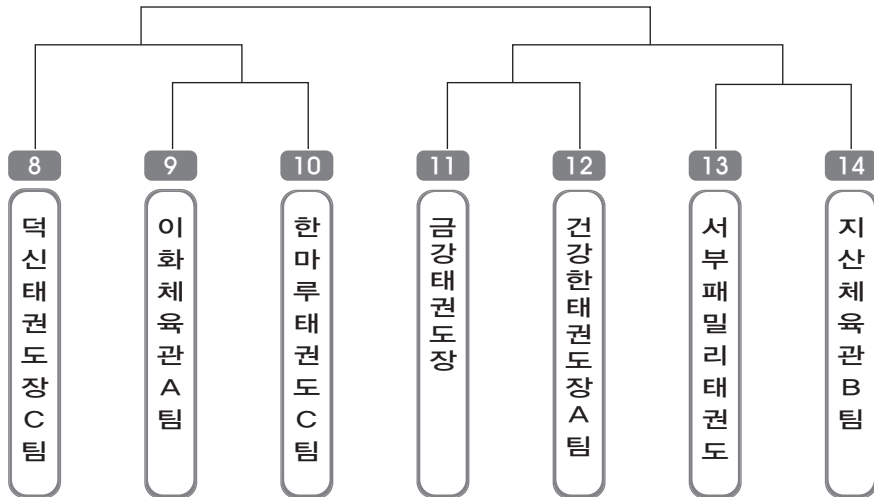 8
덕신태권도장C팀
9
이화체육관A팀
10
한마루태권도C팀
11
금강태권도장
12
건강한태권도장A팀
13
서부패밀리태권도
14
지산체육관B팀